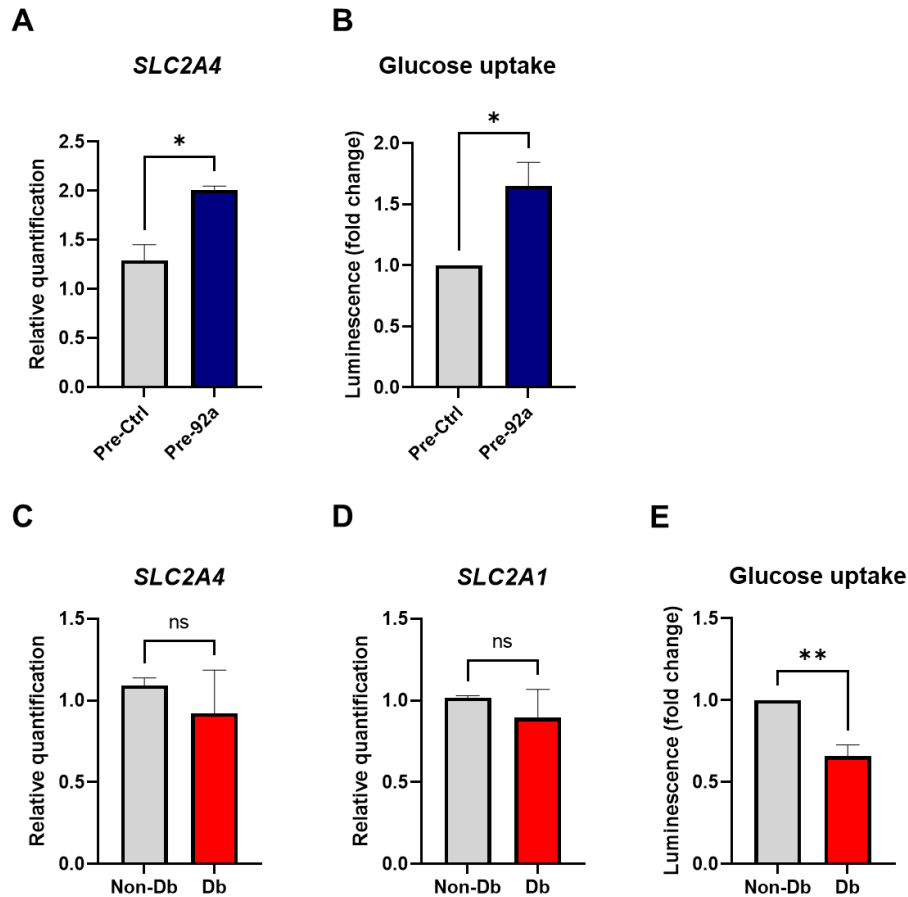 A
SLC2A4
Relative quantification
2.5
2.0
1.5
1.0
0.5
0.0
*
Pre-Ctrl
Pre-92a
B
Glucose uptake
Luminescence (fold change)
2.0
1.5
1.0
0.5
0.0
*
Pre-Ctrl
Pre-92a
C
SLC2A4
Relative quantification
1.5
1.0
0.5
0.0
ns
Non-Db
Db
D
SLC2A1
Relative quantification
1.5
1.0
0.5
0.0
ns
Non-Db
Db
E
Glucose uptake
Luminescence (fold change)
1.5
1.0
0.5
0.0
**
Non-Db
Db